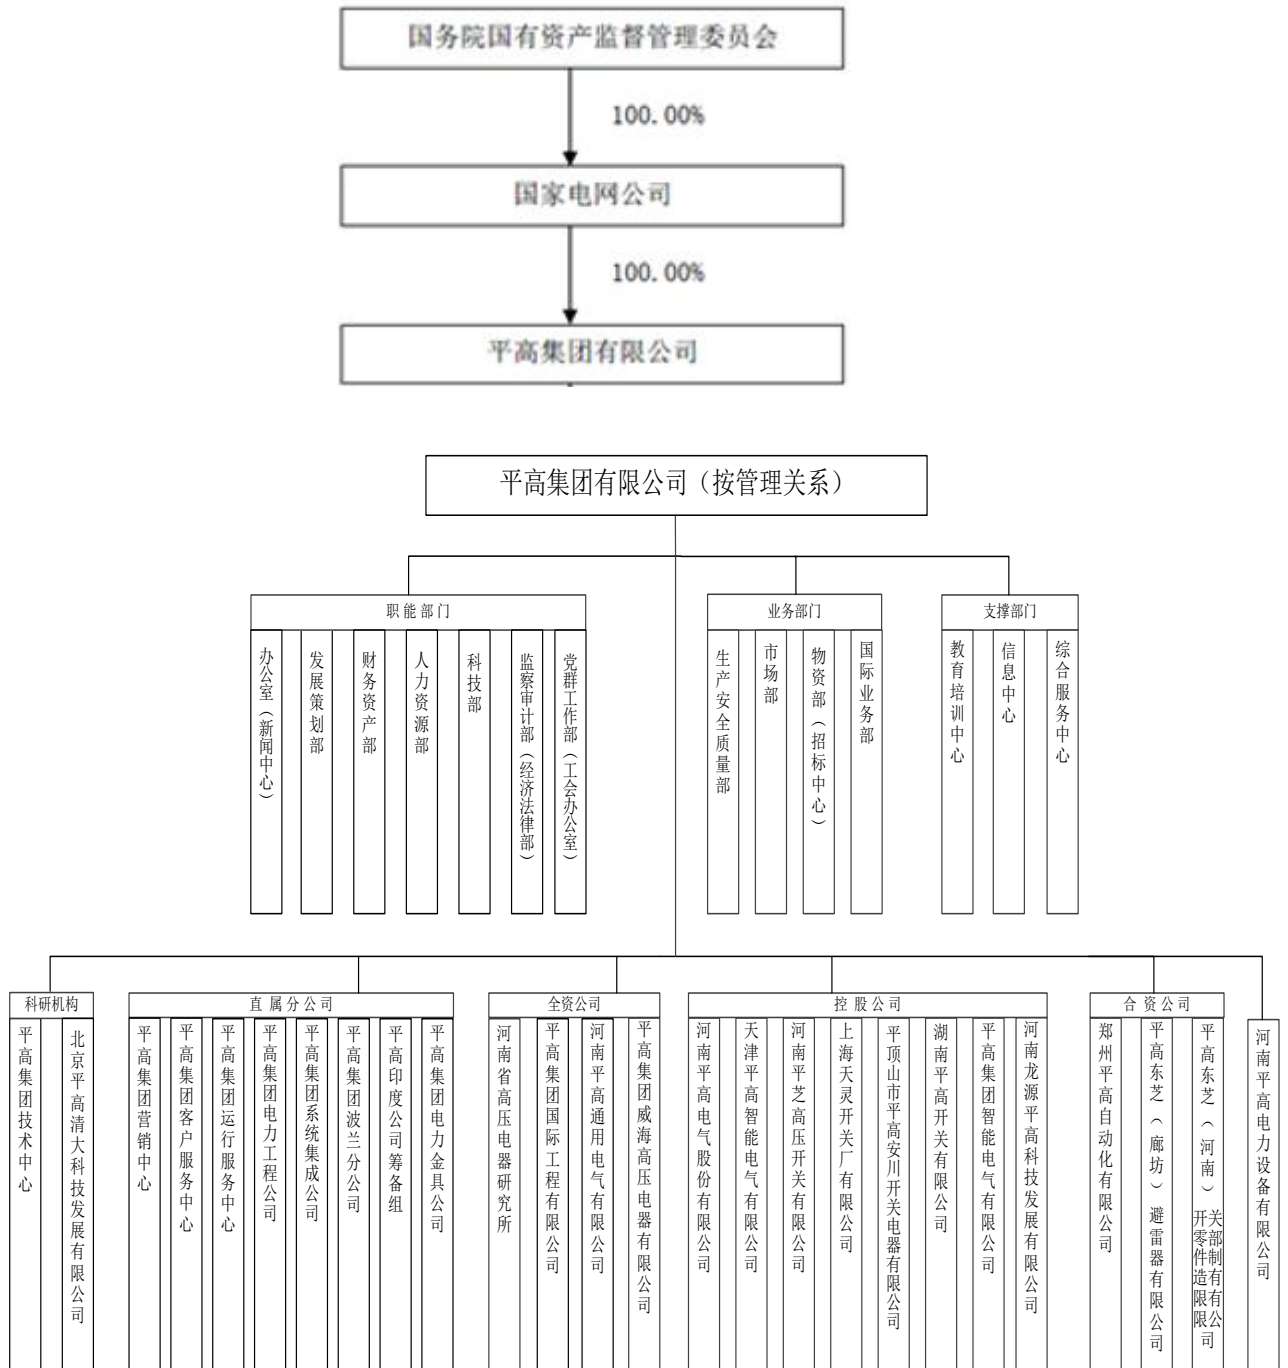 国务院国有资产监督管理委员会
100.00%
国家电网公司
100.00%
平高集团有限公司
平高集团有限公司（按管理关系）
职能部门
办公室（新闻中心）
发展策划部
财务资产部
人力资源部
科技部
监察审计部（经济法律部）
党群工作部（工会办公室）
业务部门
生产安全质量部
市场部
物资部（招标中心）
国际业务部
支撑部门
教育培训中心
信息中心
综合服务中心
科研机构
平高集团技术中心
北京平高清大科技发展有限公司
直属分公司
平高集团营销中心
平高集团客户服务中心
平高集团运行服务中心
平高集团电力工程公司
平高集团系统集成公司
平高集团波兰分公司
平高印度公司筹备组
平高集团电力金具公司
全资公司
河南省高压电器研究所
平高集团国际工程有限公司
河南平高通用电气有限公司
平高集团威海高压电器有限公司
控股公司
河南平高电气股份有限公司
天津平高智能电气有限公司
河南平芝高压开关有限公司
上海天灵开关厂有限公司
平顶山市平高安川开关电器有限公司
湖南平高开关有限公司
平高集团智能电气有限公司
河南龙源平高科技发展有限公司
合资公司
郑州平高自动化有限公司
平高东芝（廊坊）避雷器有限公司
平高东芝（河南）开关零部件制造有限有限公司
河南平高电力设备有限公司